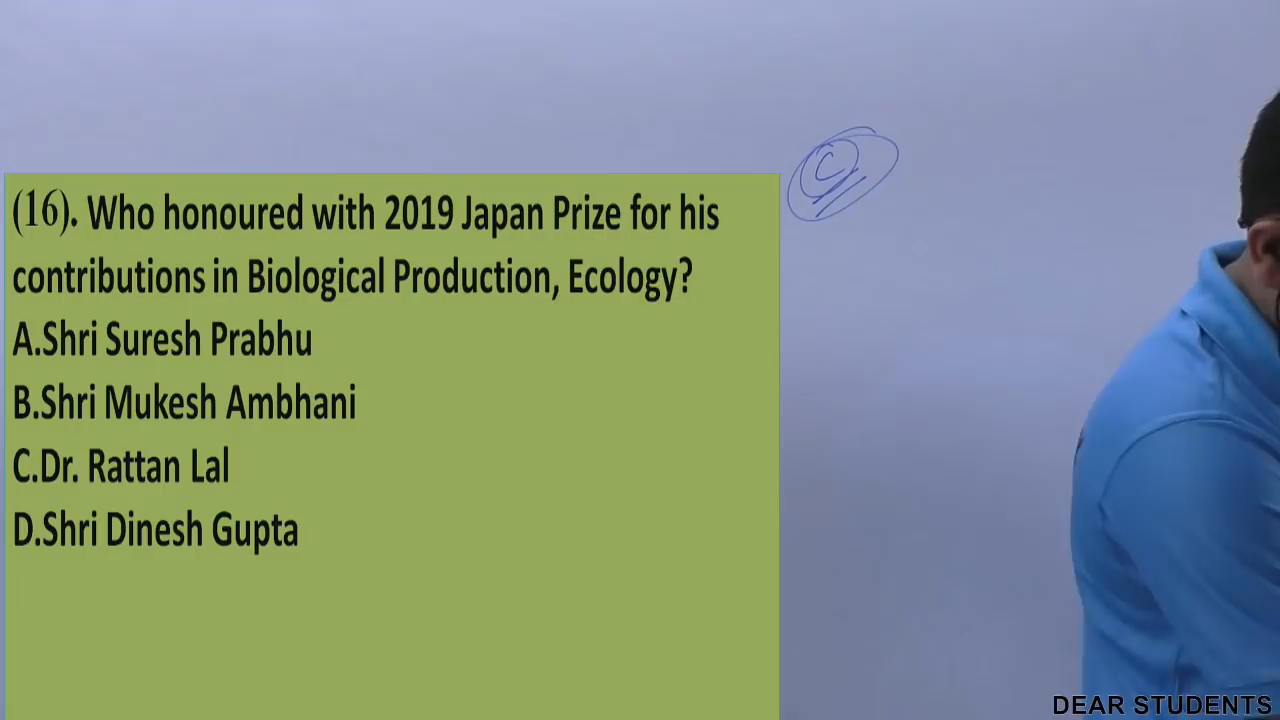 C
(16). Who honoured with 2019 Japan Prize for his
contributions in Biological Production, Ecology?
A.Shri Suresh Prabhu
B.Shri Mukesh Ambhani
C.Dr. Rattan Lal
D.Shri Dinesh Gupta
DEAR STUDENTS